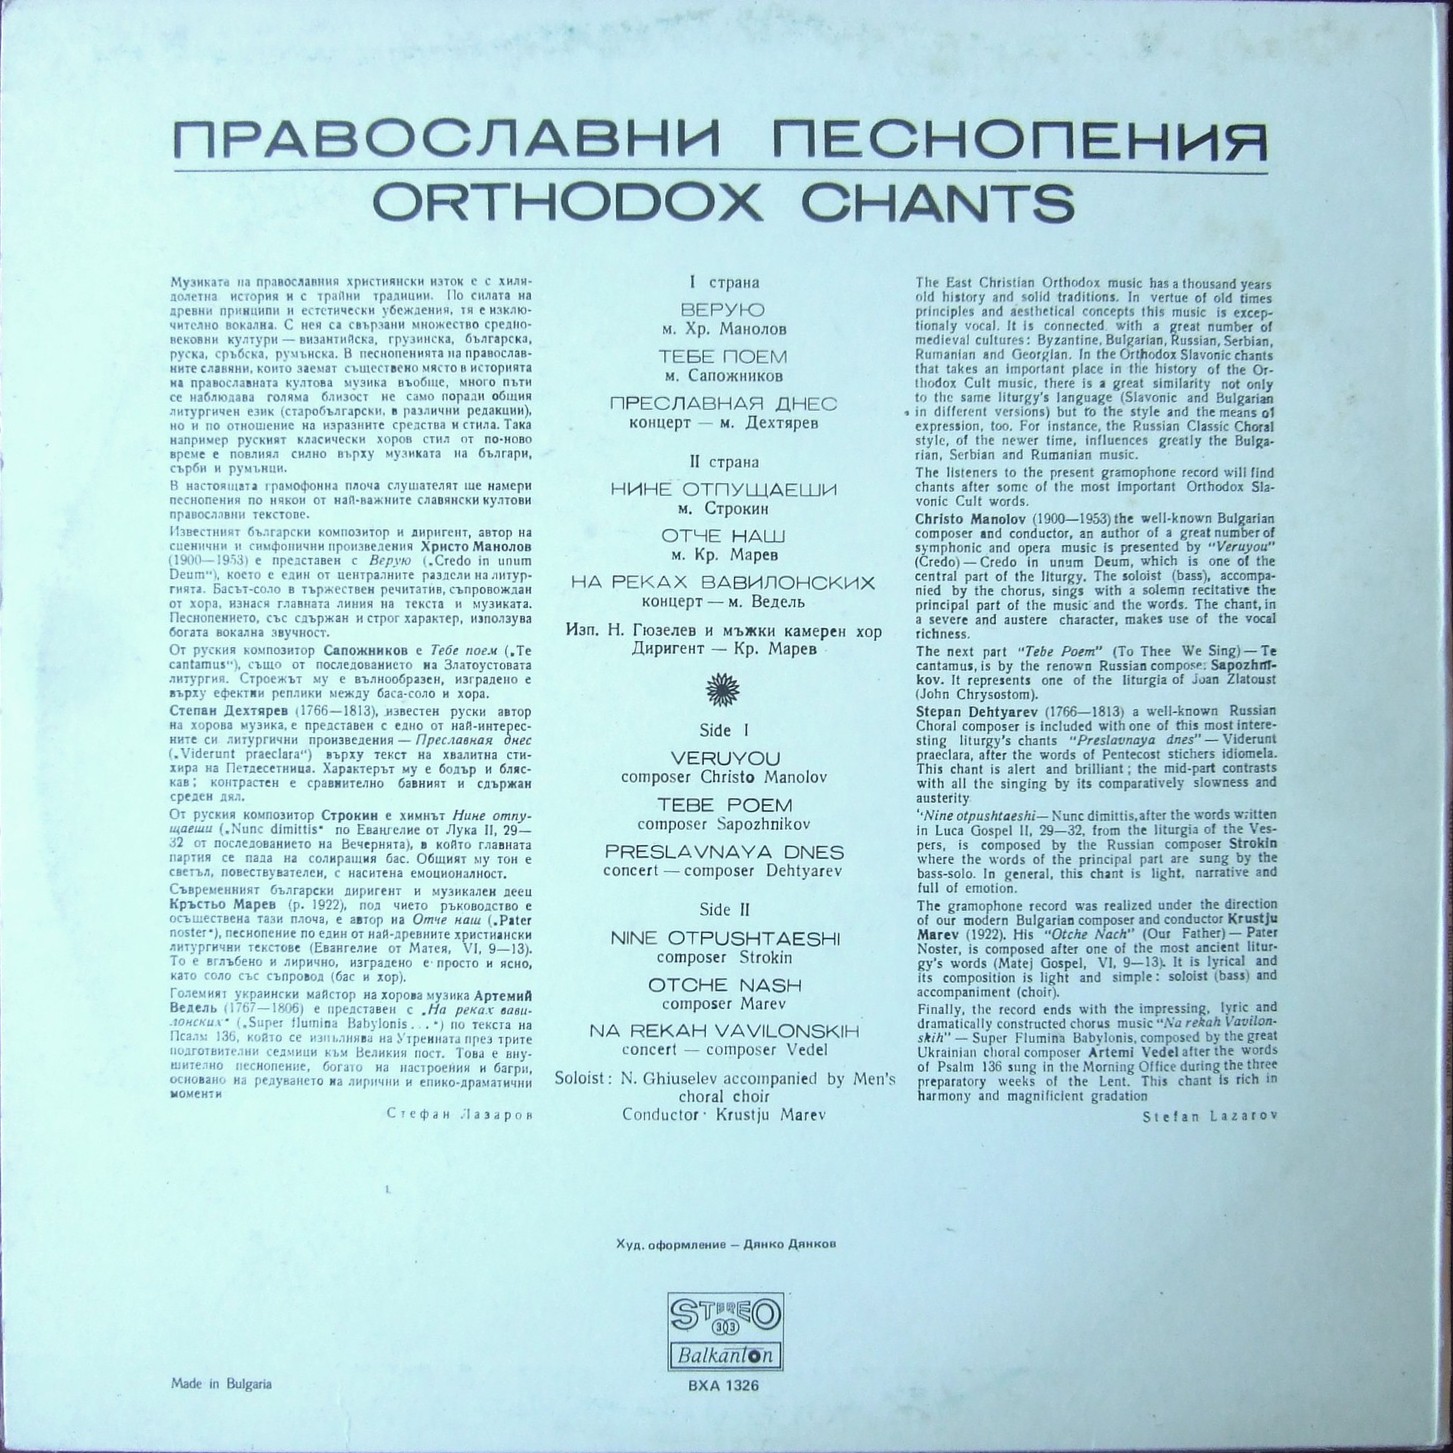 ПРАВОСЛАВНИ ПЕСНОПЕНИЯ
ORTHODOX CHANTS
Музиката на православния християнски изток е с хиля-
долетна история и с трайни традиции. По силата на
древни принципи и естетически убеждения, тя е изклю-
чително вокална. С нея са свързани множество средно-
вековни култури — византийска, грузинска, българска,
руска, сръбска, румънска. В песнопенията на православ-
ните славяни, които заемат съществено място в историята
на православната култова музика въобще, много пъти
се наблюдава голяма близост не само поради общия
литургичен език (старобългарски, в различни редакции),
но и по отношение на изразните средства и стила. Така
например руският класически хоров стил от по-ново
време е повлиял силно върху музиката на българи,
сърби и румънци.
В настоящата грамофонна плоча слушателят ще намери
песнопения по някои от най-важните славянски култови
православни текстове.
Известният български композитор и диригент, автор на
сценични и симфонични произведения Христо Манолов
(1900—1953) е представен с Верую („Credo in unum
Deum“), което е един от централните раздели на литур-
гията. Басът-соло в тържествен речитатив, съпровождан
от хора, изнася главната линия на текста и музиката.
Песнопението, със сдържан и строг характер, използува
богата вокална звучност.
От руския композитор Сапожников е Тебе поем („Te
cantamus“), също от последованието на Златоустовата
литургия. Строежът му е вълнообразен, изградено е
върху ефектни реплики между баса-соло и хора.
Степан Дехтярев (1766—1813), известен руски автор
на хорова музика, е представен с едно от най-интерес-
ните си литургични произведения — Преславная днес
(„Viderunt praeclara“) върху текст на хвалитна сти-
хира на Петдесетница. Характерът му е бодър и бляс-
кав; контрастен е сравнително бавният и сдържан
среден дял.
От руския композитор Строкин е химнът Нине отпу-
щаеши („Nunc dimittis“ по Евангелие от Лука II, 29—
32 от последованието на Вечернята), в който главната
партия се пада на солиращия бас. Общият му тон е
светъл, повествувателен, с наситена емоционалност.
Съвременният български диригент и музикален деец
Кръстьо Марев (р. 1922), под чието ръководство е
осъществена тази плоча, е автор на Отче наш („Pater
noster“), песнопение по един от най-древните християнски
литургични текстове (Евангелие от Матея, VI, 9—13).
То е вглъбено и лирично, изградено е просто и ясно,
като соло със съпровод (бас и хор).
Големият украински майстор на хорова музика Артемий
Ведель (1767—1806) е представен с „На реках вави-
лонских“ („Super flumina Babylonis . . .“) по текста на
Псалм 136, който се изпълнява на Утренната през трите
подготвителни седмици към Великия пост. Това е вну-
шително песнопение, богато на настроения и багри,
основано на редуването на лирични и епико-драматични
моменти
Стефан Лазаров
I страна
ВЕРУЮ
м. Хр. Манолов
ТЕБЕ ПОЕМ
м. Сапожников
ПРЕСЛАВНАЯ ДНЕС
концерт — м. Дехтярев
II страна
НИНЕ ОТПУЩАЕШИ
м. Строкин
ОТЧЕ НАШ
м. Кр. Марев
НА РЕКАХ ВАВИЛОНСКИХ
концерт — м. Ведель
Изп. Н. Гюзелев и мъжки камерен хор
Диригент — Кр. Марев
Side I
VERUYOU
composer Christo Manolov
TEBE POEM
composer Sapozhnikov
PRESLAVNAYA DNES
concert — composer Dehtyarev
Side II
NINE OTPUSHTAESHI
composer Strokin
OTCHE NASH
composer Marev
NA REKAH VAVILONSKIH
concert — composer Vedel
Soloist: N. Ghiuselev accompanied by Men's
choral choir
Conductor · Krustju Marev
The East Christian Orthodox music has a thousand years
old history and solid traditions. In vertue of old times
principles and aesthetical concepts this music is excep-
tionaly vocal. It is connected with a great number of
medieval cultures: Byzantine, Bulgarian, Russian, Serbian,
Rumanian and Georgian. In the Orthodox Slavonic chants
that takes an important place in the history of the Or-
thodox Cult music, there is a great similarity not only
to the same liturgy's language (Slavonic and Bulgarian
in different versions) but to the style and the means of
expression, too. For instance, the Russian Classic Choral
style, of the newer time, influences greatly the Bulga-
rian, Serbian and Rumanian music.
The listeners to the present gramophone record will find
chants after some of the most important Orthodox Sla-
vonic Cult words.
Christo Manolov (1900—1953) the well-known Bulgarian
composer and conductor, an author of a great number of
symphonic and opera music is presented by “Veruyou”
(Credo) — Credo in unum Deum, which is one of the
central part of the liturgy. The soloist (bass), accompa-
nied by the chorus, sings with a solemn recitative the
principal part of the music and the words. The chant, in
a severe and austere character, makes use of the vocal
richness.
The next part “Tebe Poem” (To Thee We Sing) — Te
cantamus, is by the renown Russian composer Sapozhni-
kov. It represents one of the liturgia of Joan Zlatoust
(John Chrysostom).
Stepan Dehtyarev (1766—1813) a well-known Russian
Choral composer is included with one of this most intere-
sting liturgy's chants “Preslavnaya dnes” — Viderunt
praeclara, after the words of Pentecost stichers idiomela.
This chant is alert and brilliant; the mid-part contrasts
with all the singing by its comparatively slowness and
austerity
“Nine otpushtaeshi — Nunc dimittis, after the words written
in Luca Gospel II, 29—32, from the liturgia of the Ves-
pers, is composed by the Russian composer Strokin
where the words of the principal part are sung by the
bass-solo. In general, this chant is light, narrative and
full of emotion.
The gramophone record was realized under the direction
of our modern Bulgarian composer and conductor Krustju
Marev (1922). His “Otche Nach” (Our Father) — Pater
Noster, is composed after one of the most ancient litur-
gy's words (Matej Gospel, VI, 9—13). It is lyrical and
its composition is light and simple: soloist (bass) and
accompaniment (choir).
Finally, the record ends with the impressing, lyric and
dramatically constructed chorus music “Na rekah Vavilon-
skih” — Super Flumina Babylonis, composed by the great
Ukrainian choral composer Artemi Vedel after the words
of Psalm 136 sung in the Morning Office during the three
preparatory weeks of the Lent. This chant is rich in
harmony and magnificient gradation
Stefan Lazarov
Худ. оформление — Дянко Дянков
STEREO
33
Balkanton
ВХА 1326
Made in Bulgaria